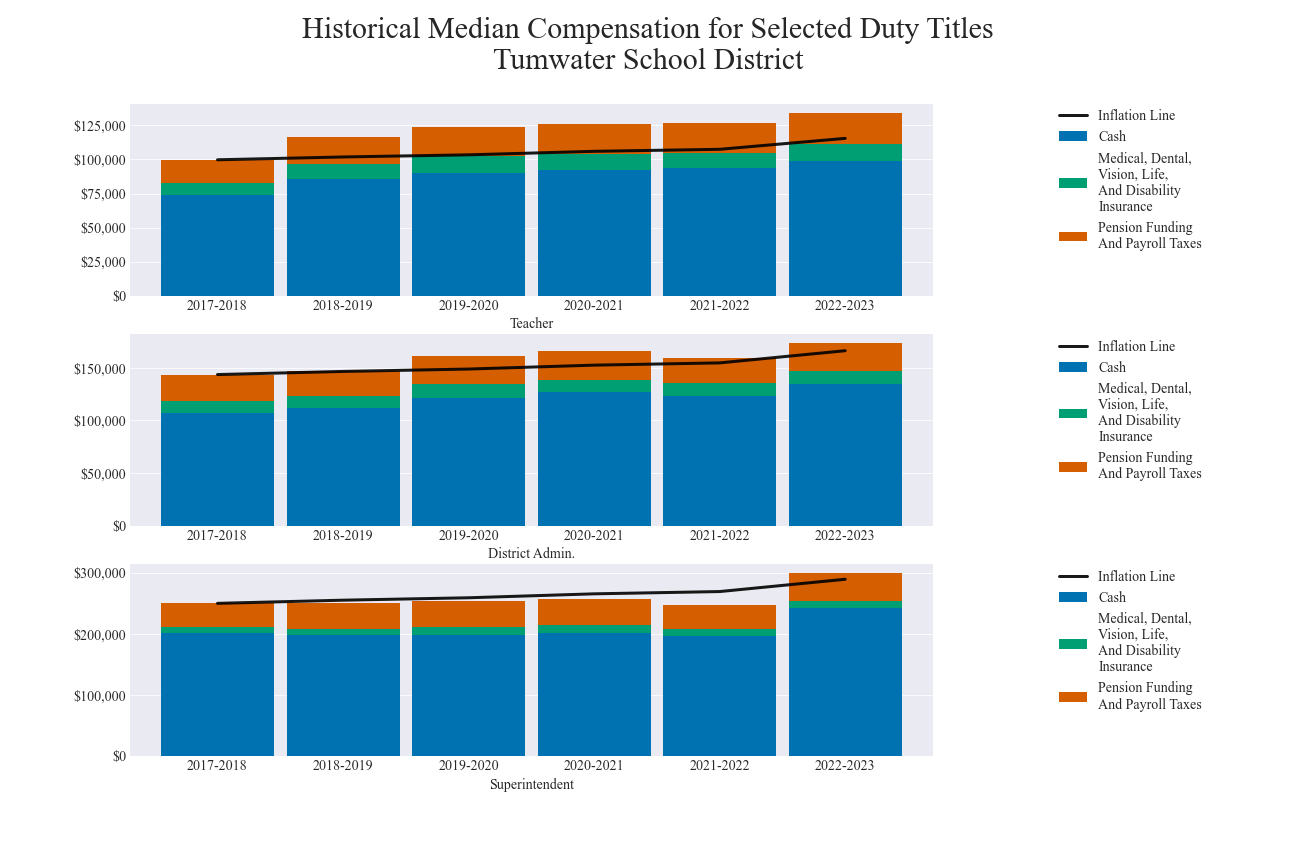 Historical Median Compensation for Selected Duty Titles
Tumwater School District
$125,000
$100,000
$75,000
$50,000
$25,000
$0
2017-2018 2018-2019 2019-2020 2020-2021 2021-2022 2022-2023
Teacher
Inflation Line
Cash
Medical, Dental,
Vision, Life,
And Disability
Insurance
Pension Funding
And Payroll Taxes
$150,000
$100,000
$50,000
$0
2017-2018 2018-2019 2019-2020 2020-2021 2021-2022 2022-2023
District Admin.
Inflation Line
Cash
Medical, Dental,
Vision, Life,
And Disability
Insurance
Pension Funding
And Payroll Taxes
$300,000
$200,000
$100,000
$0
2017-2018 2018-2019 2019-2020 2020-2021 2021-2022 2022-2023
Superintendent
Inflation Line
Cash
Medical, Dental,
Vision, Life,
And Disability
Insurance
Pension Funding
And Payroll Taxes